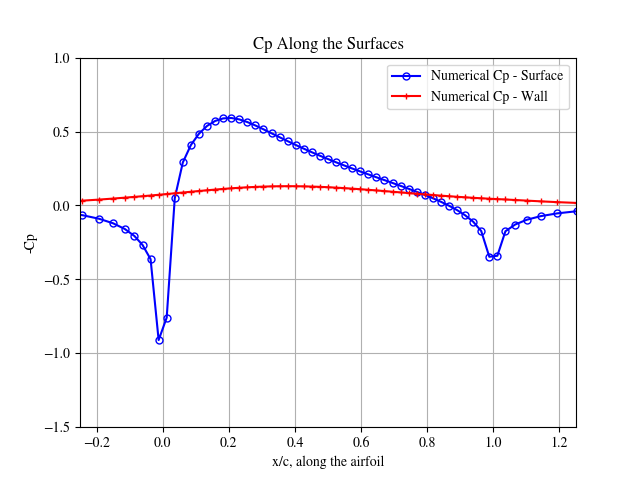 Cp Along the Surfaces
Numerical Cp - Surface
Numerical Cp - Wall
1.0
0.5
0.0
−0.5
−1.0
−1.5
-Cp
−0.2
0.0
0.2
0.4
0.6
0.8
1.0
1.2
x/c, along the airfoil